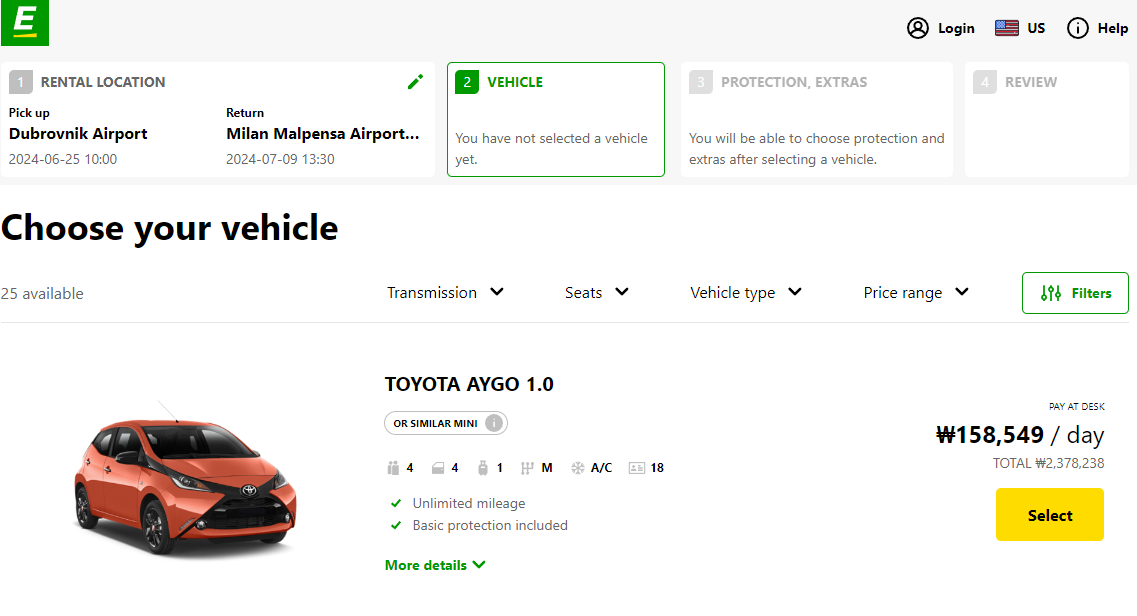 E
Login
US
Help
1 RENTAL LOCATION
Pick up
Dubrovnik Airport
2024-06-25 10:00
Return
Milan Malpensa Airport...
2024-07-09 13:30
2 VEHICLE
You have not selected a vehicle
yet.
3 PROTECTION, EXTRAS
You will be able to choose protection and
extras after selecting a vehicle.
4 REVIEW
Choose your vehicle
25 available
Transmission
Seats
Vehicle type
Price range
Filters
TOYOTA AYGO 1.0
OR SIMILAR MINI i
4 4 1 M A/C 18
Unlimited mileage
Basic protection included
More details
PAY AT DESK
₩158,549 / day
TOTAL ₩2,378,238
Select